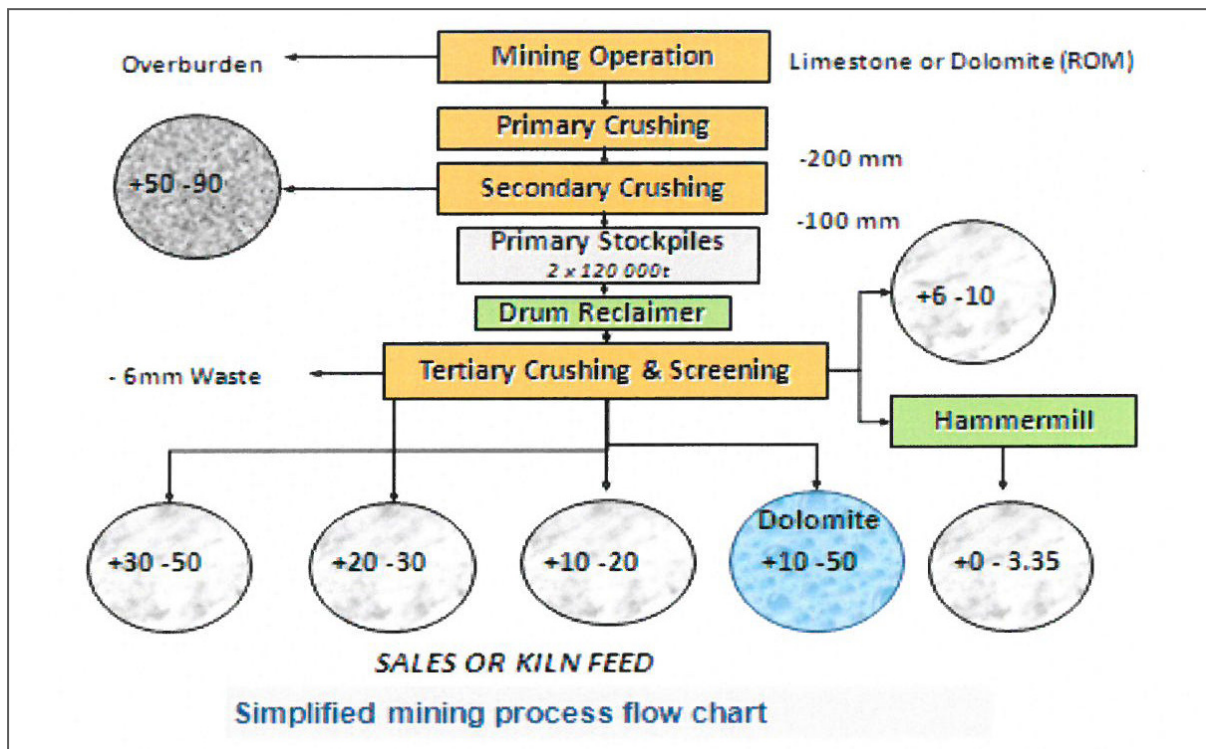 Mining Operation
Overburden
Limestone or Dolomite (ROM)
Primary Crushing
-200 mm
+50 -90
Secondary Crushing
-100 mm
Primary Stockpiles
2 x 120 000t
+6 -10
Drum Reclaimer
- 6mm Waste
Tertiary Crushing & Screening
Hammermill
+30 -50
+20 -30
+10 -20
Dolomite
+10 -50
+0 - 3.35
SALES OR KILN FEED
Simplified mining process flow chart